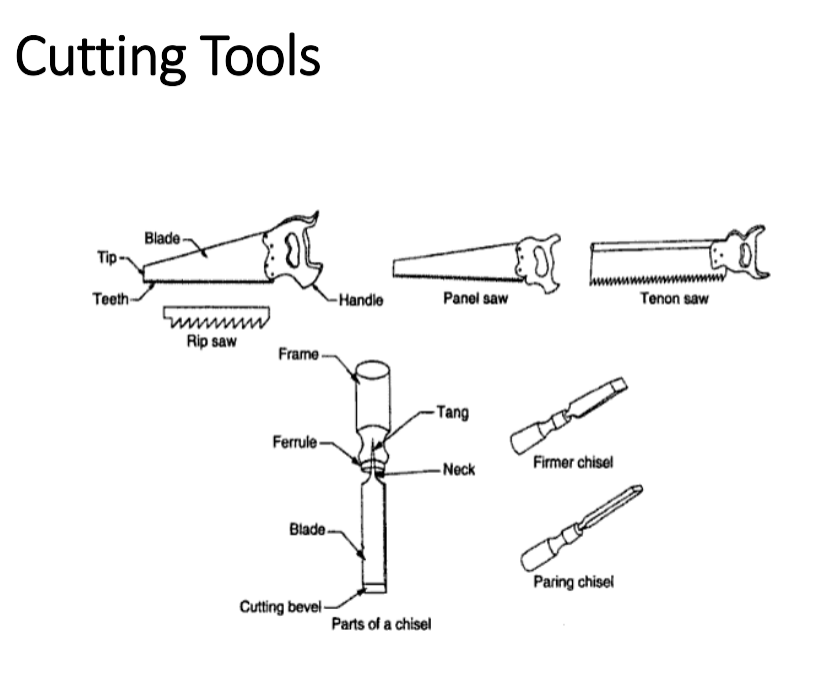 Cutting Tools
Blade
Tip
Teeth
Handle
Rip saw
Panel saw
Tenon saw
Frame
Tang
Ferrule
Neck
Blade
Cutting bevel
Parts of a chisel
Firmer chisel
Paring chisel